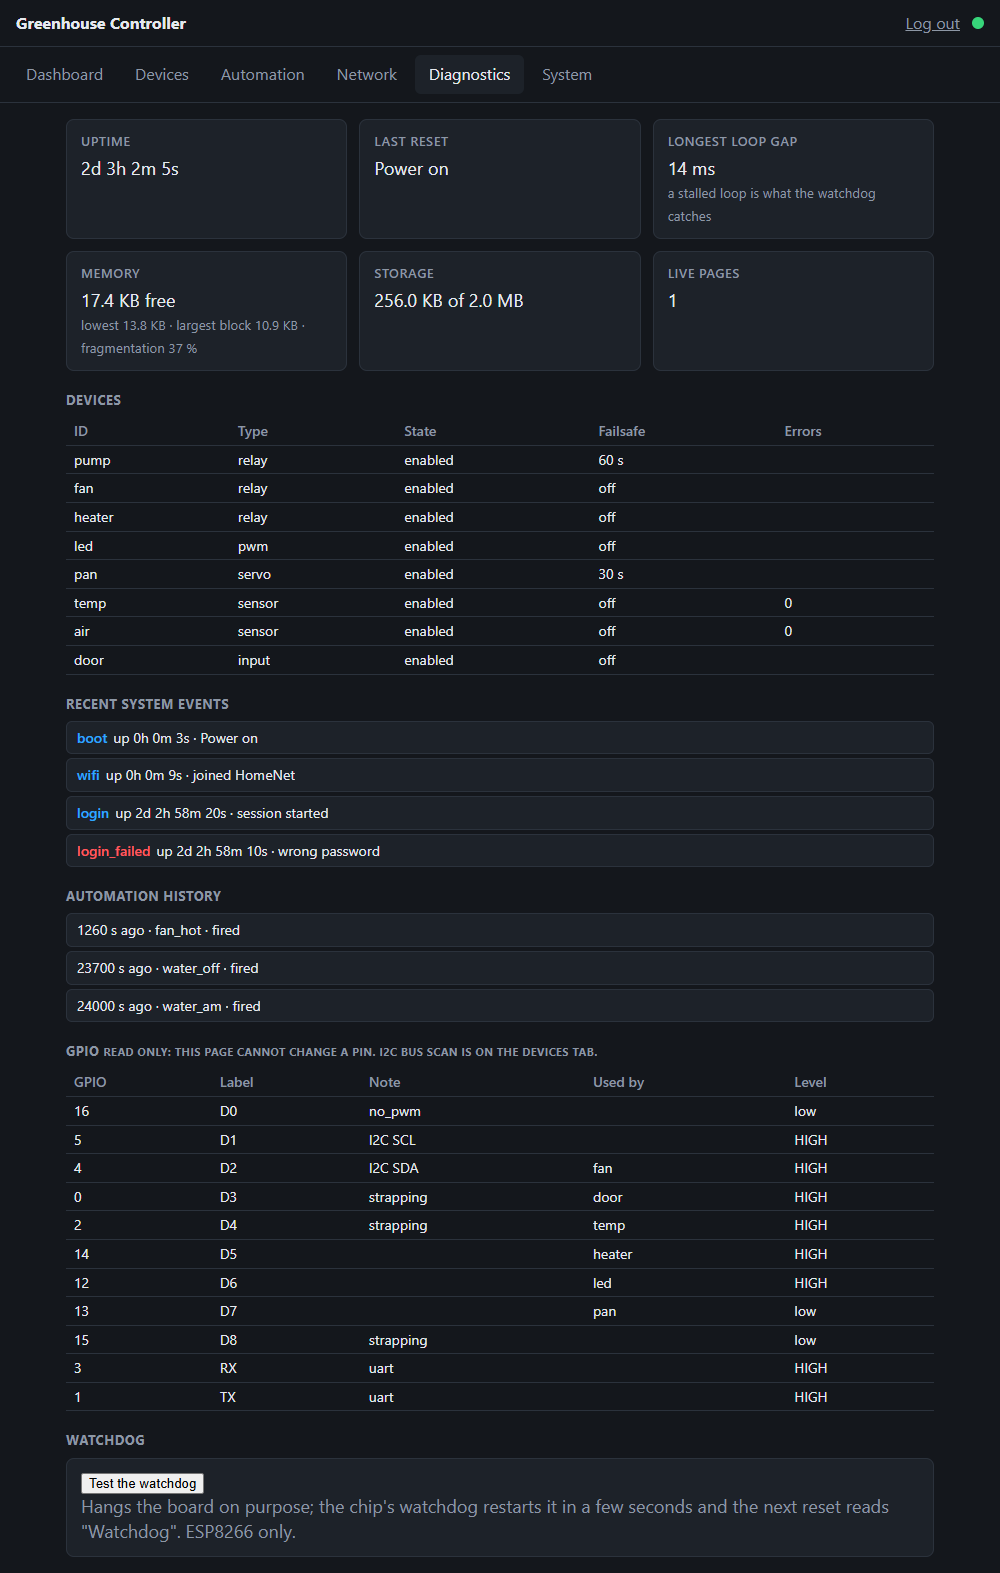 Greenhouse Controller
Log out
Dashboard Devices Automation Network Diagnostics System
UPTIME
2d 3h 2m 5s
LAST RESET
Power on
LONGEST LOOP GAP
14 ms
a stalled loop is what the watchdog
catches
MEMORY
17.4 KB free
lowest 13.8 KB · largest block 10.9 KB ·
fragmentation 37 %
STORAGE
256.0 KB of 2.0 MB
LIVE PAGES
1
DEVICES
ID Type State Failsafe Errors
pump relay enabled 60 s
fan relay enabled off
heater relay enabled off
led pwm enabled off
pan servo enabled 30 s
temp sensor enabled off 0
air sensor enabled off 0
door input enabled off
RECENT SYSTEM EVENTS
boot up 0h 0m 3s · Power on
wifi up 0h 0m 9s · joined HomeNet
login up 2d 2h 58m 20s · session started
login_failed up 2d 2h 58m 10s · wrong password
AUTOMATION HISTORY
1260 s ago · fan_hot · fired
23700 s ago · water_off · fired
24000 s ago · water_am · fired
GPIO READ ONLY: THIS PAGE CANNOT CHANGE A PIN. I2C BUS SCAN IS ON THE DEVICES TAB.
GPIO Label Note Used by Level
16 D0 no_pwm low
5 D1 I2C SCL HIGH
4 D2 I2C SDA fan HIGH
0 D3 strapping door HIGH
2 D4 strapping temp HIGH
14 D5 heater HIGH
12 D6 led HIGH
13 D7 pan low
15 D8 strapping low
3 RX uart HIGH
1 TX uart HIGH
WATCHDOG
Test the watchdog
Hangs the board on purpose; the chip's watchdog restarts it in a few seconds and the next reset reads
"Watchdog". ESP8266 only.